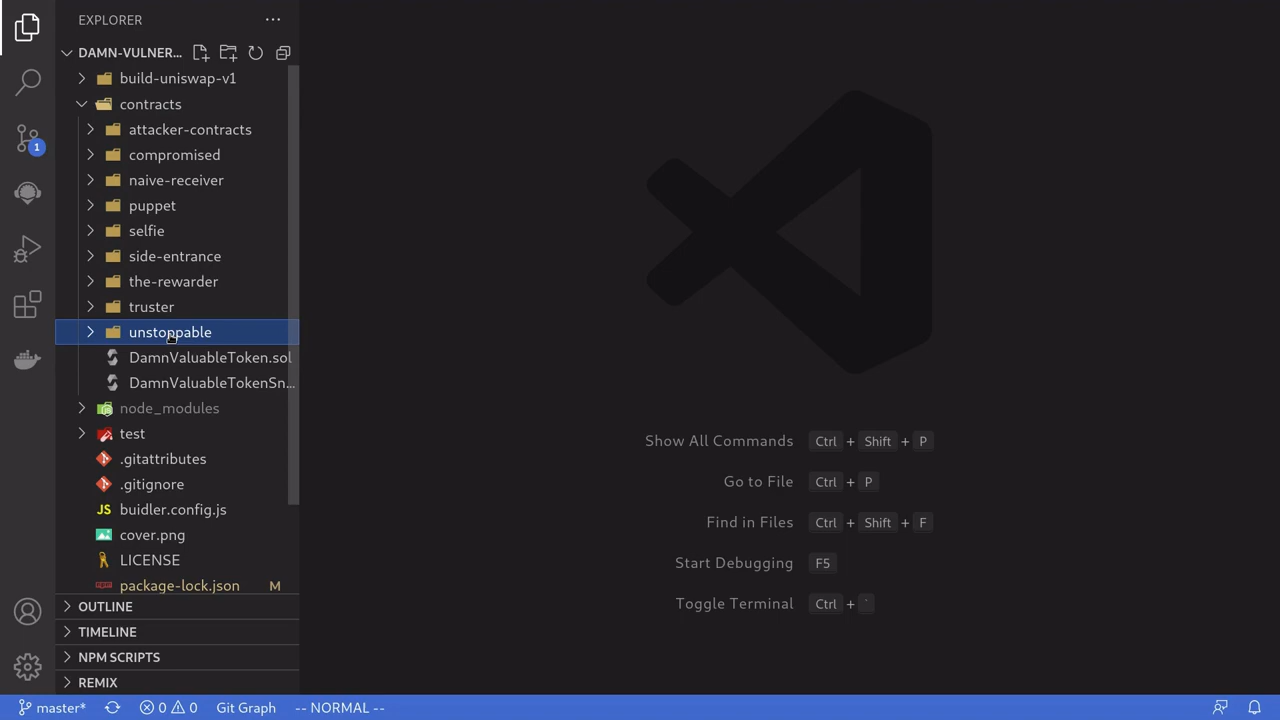 EXPLORER
DAMN-VULNER...
build-uniswap-v1
contracts
attacker-contracts
compromised
naive-receiver
puppet
selfie
side-entrance
the-rewarder
truster
unstoppable
DamnValuableToken.sol
DamnValuableTokenSn...
node_modules
test
.gitattributes
.gitignore
JS buidler.config.js
cover.png
LICENSE
package-lock.json M
OUTLINE
TIMELINE
NPM SCRIPTS
REMIX
1
Show All Commands Ctrl + Shift + P
Go to File Ctrl + P
Find in Files Ctrl + Shift + F
Start Debugging F5
Toggle Terminal Ctrl + `
master* 0 0 Git Graph -- NORMAL --